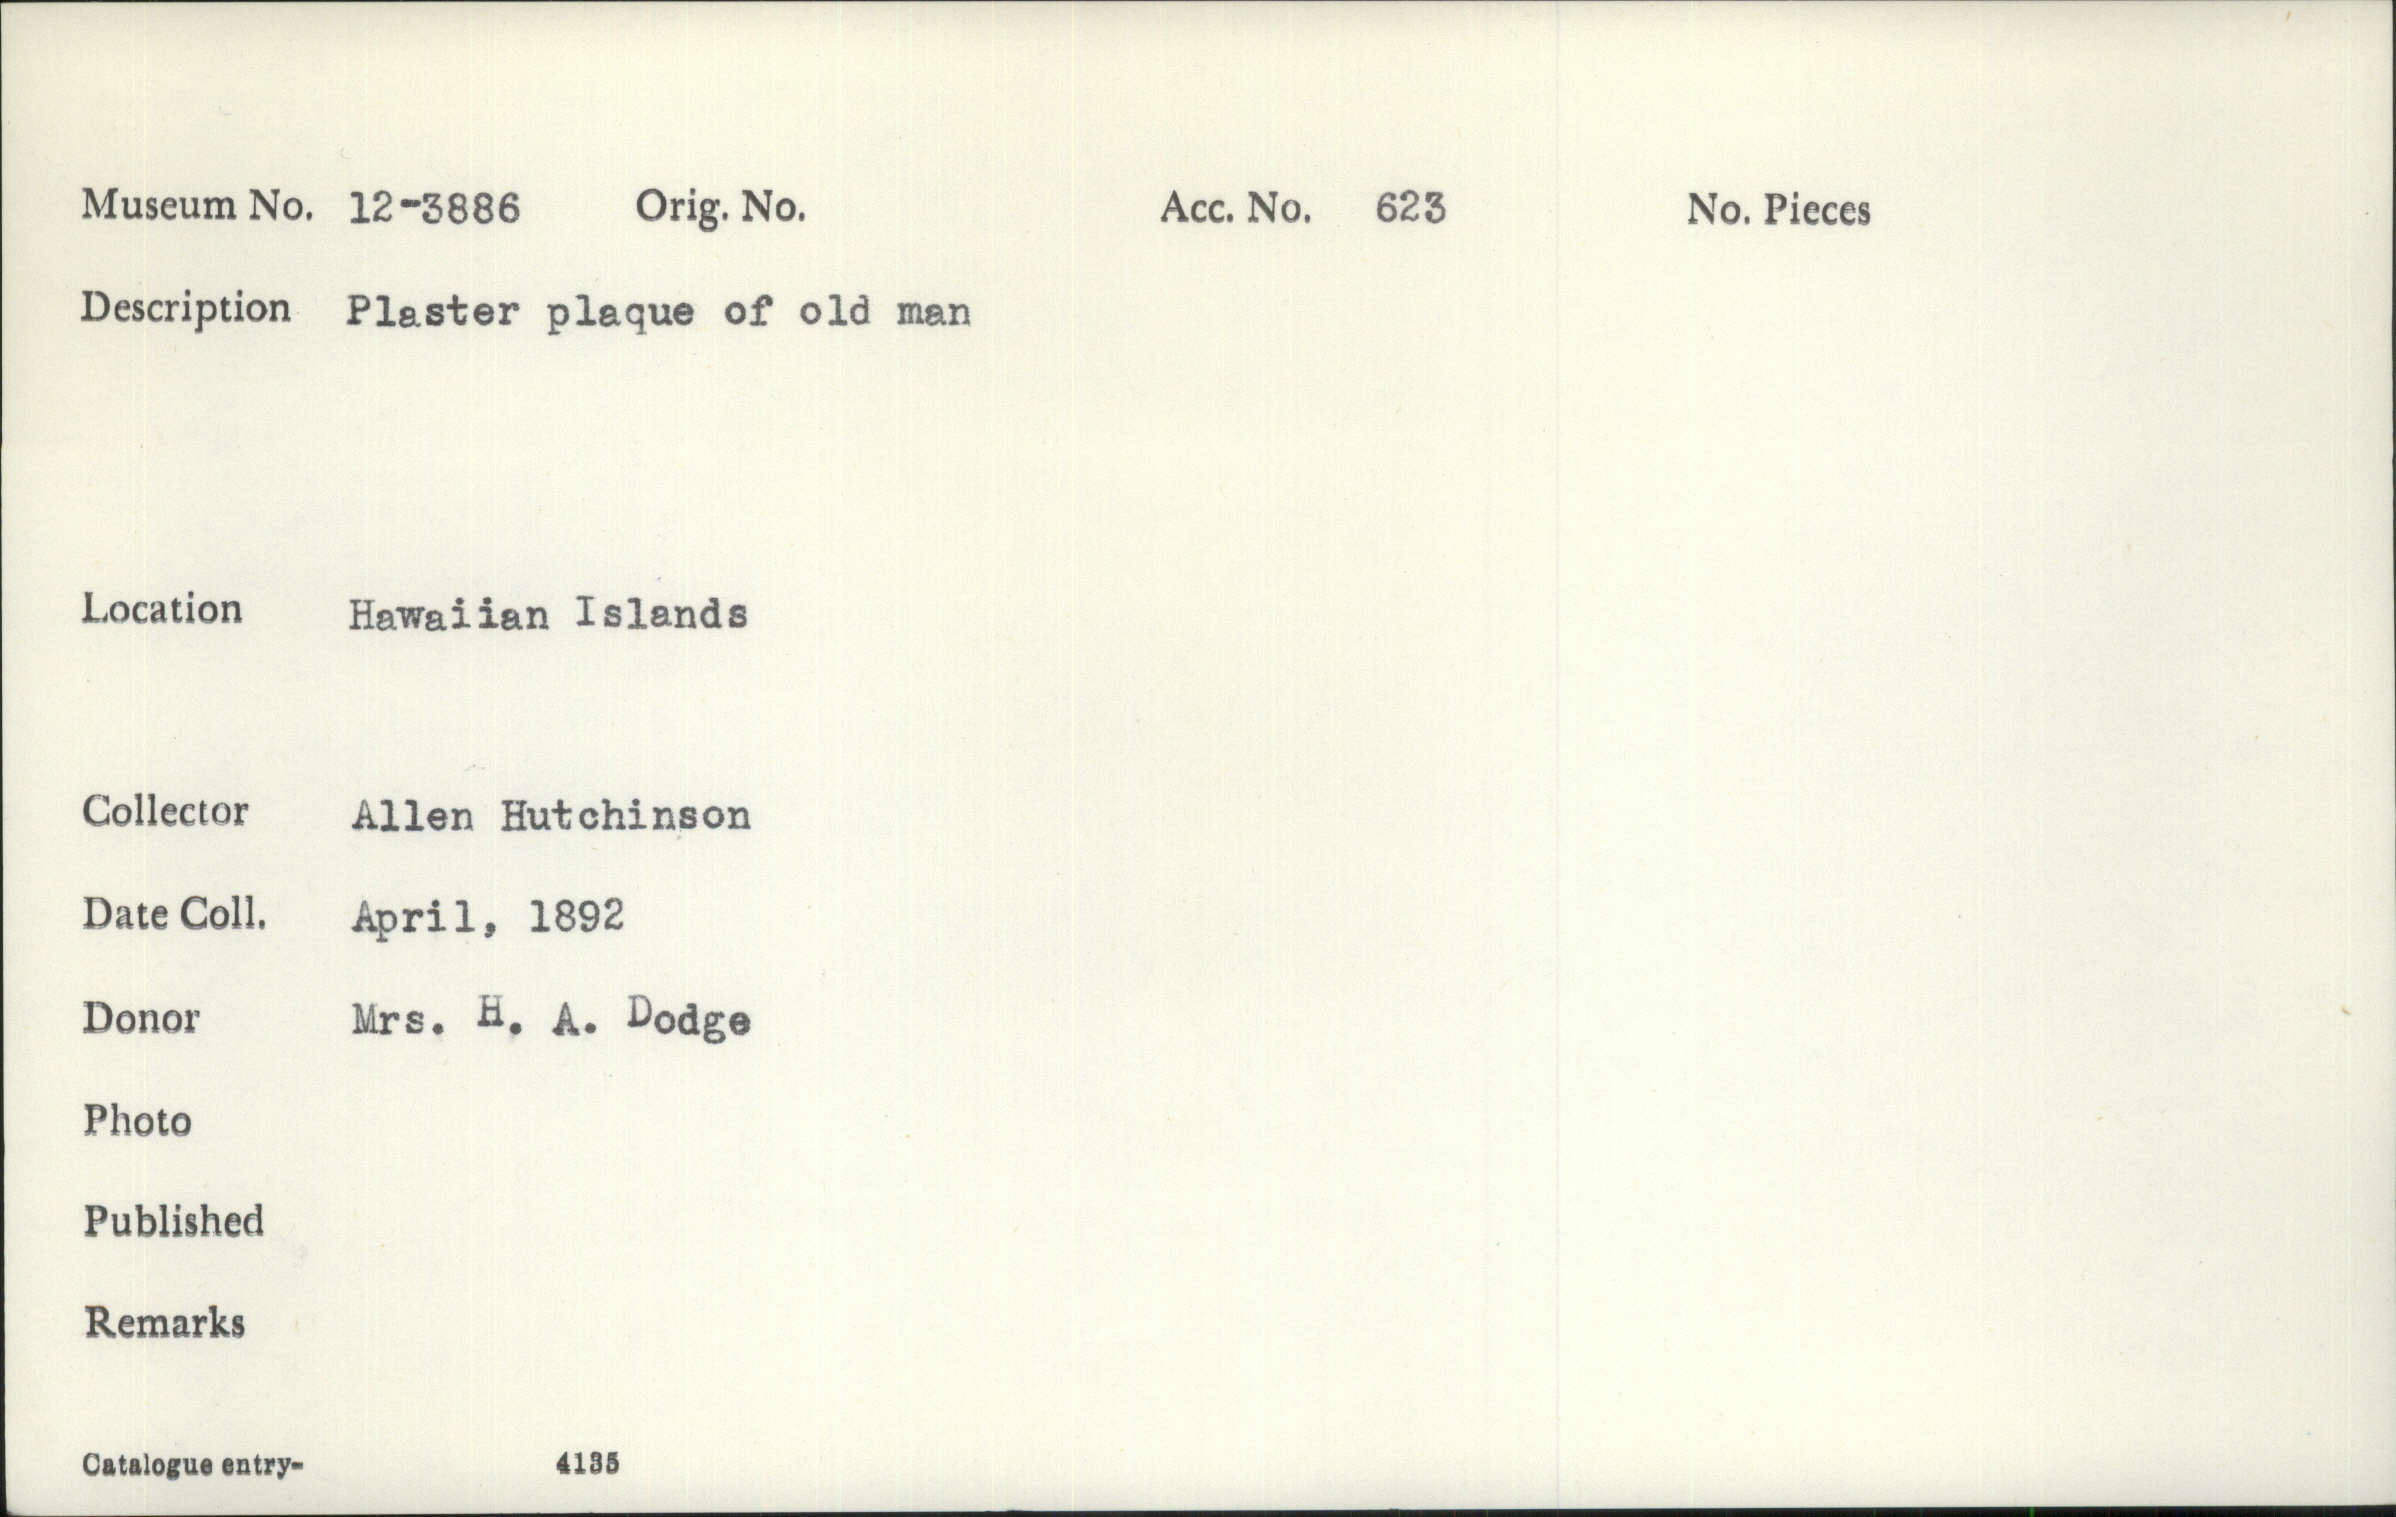 Museum No. 12-3886 Orig. No. Acc. No. 623 No. Pieces
Description Plaster plaque of old man
Location Hawaiian Islands
Collector Allen Hutchinson
Date Coll. April, 1892
Donor Mrs. H. A. Dodge
Photo
Published
Remarks
Catalogue entry- 4135